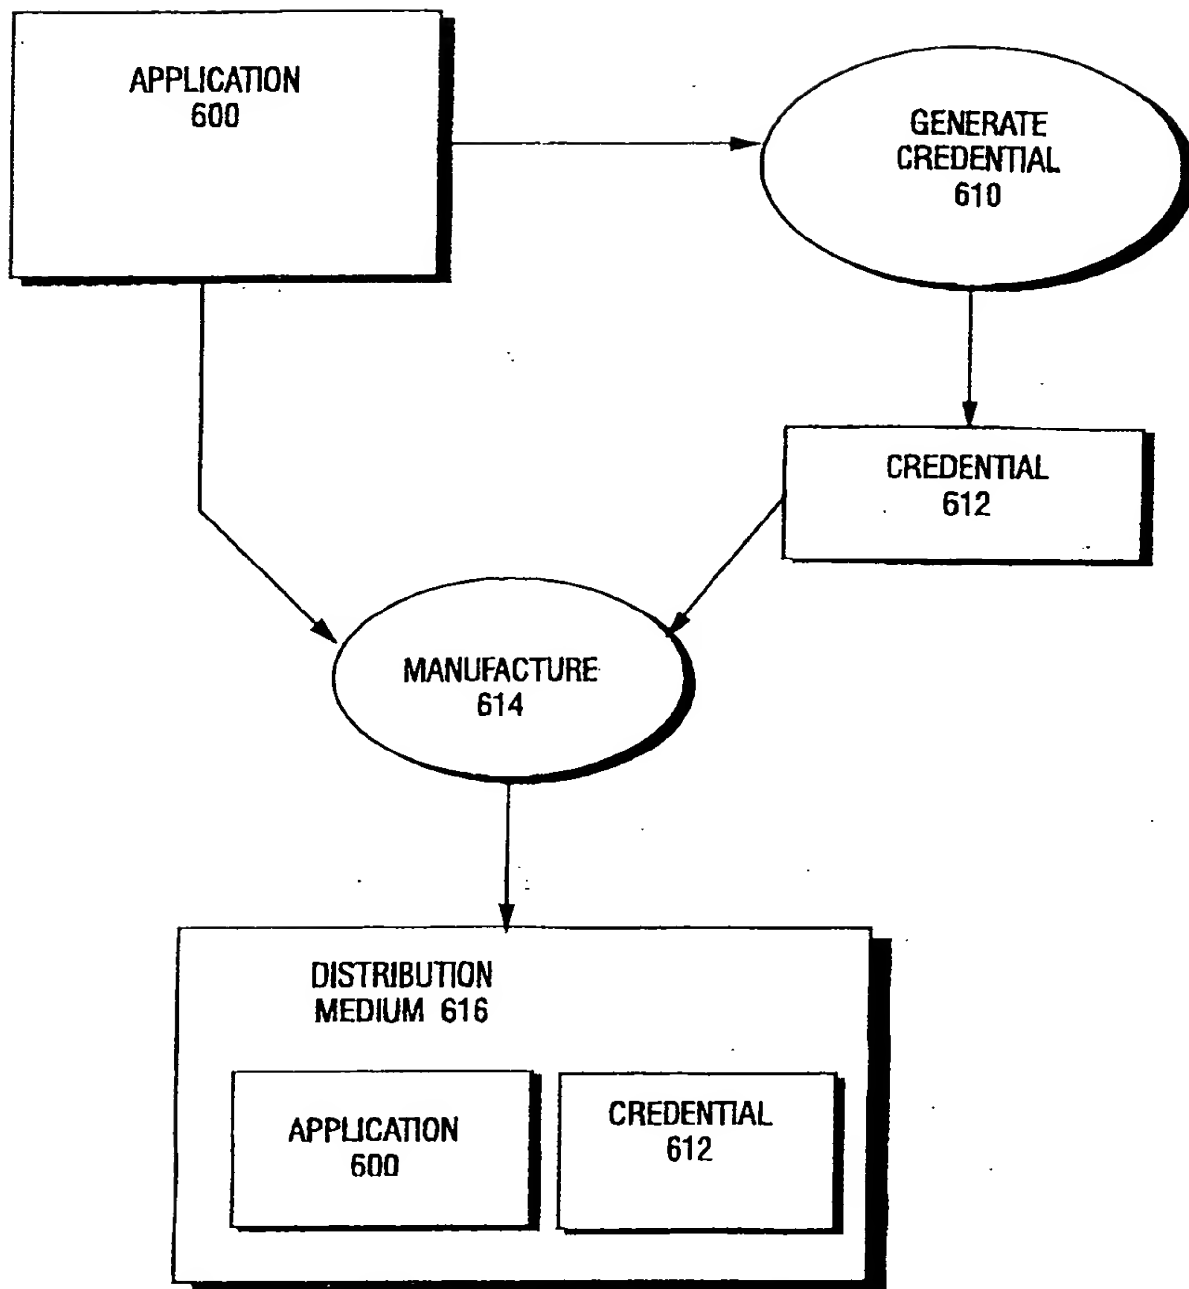 APPLICATION
600
GENERATE
CREDENTIAL
610
CREDENTIAL
612
MANUFACTURE
614
DISTRIBUTION
MEDIUM 616
APPLICATION
600
CREDENTIAL
612